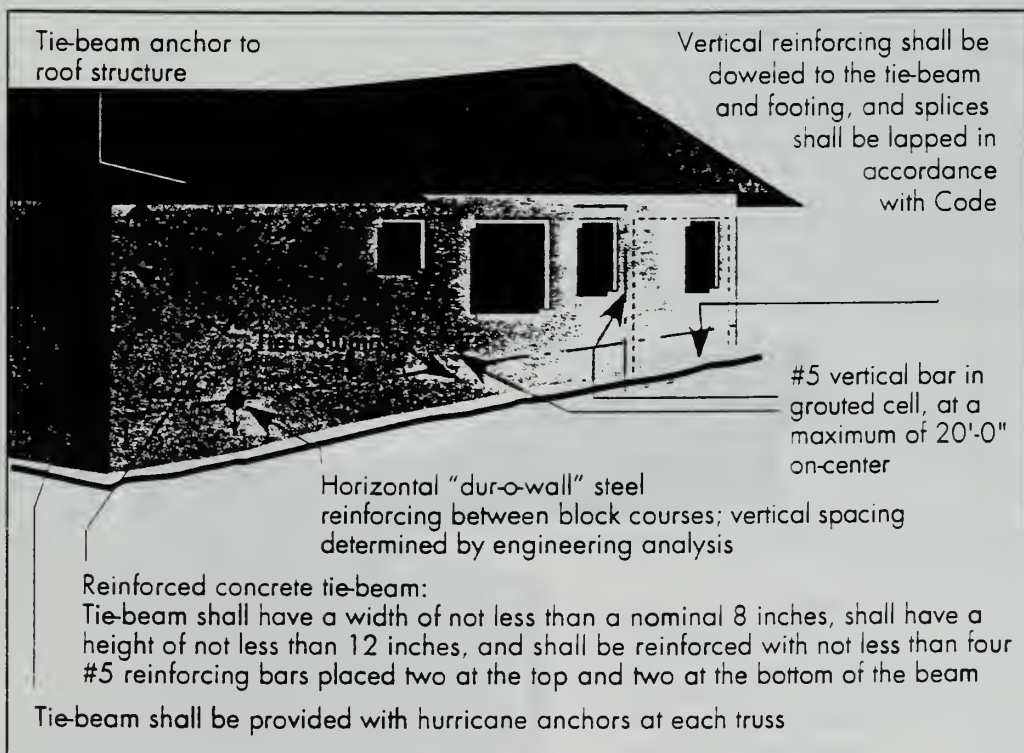 Tie-beam anchor to
roof structure
Vertical reinforcing shall be
doweled to the tie-beam
and footing, and splices
shall be lapped in
accordance
with Code
#5 vertical bar in
grouted cell, at a
maximum of 20'-0"
on-center
Horizontal "dur-o-wall" steel
reinforcing between block courses; vertical spacing
determined by engineering analysis
Reinforced concrete tie-beam:
Tie-beam shall have a width of not less than a nominal 8 inches, shall have a
height of not less than 12 inches, and shall be reinforced with not less than four
#5 reinforcing bars placed two at the top and two at the bottom of the beam
Tie-beam shall be provided with hurricane anchors at each truss